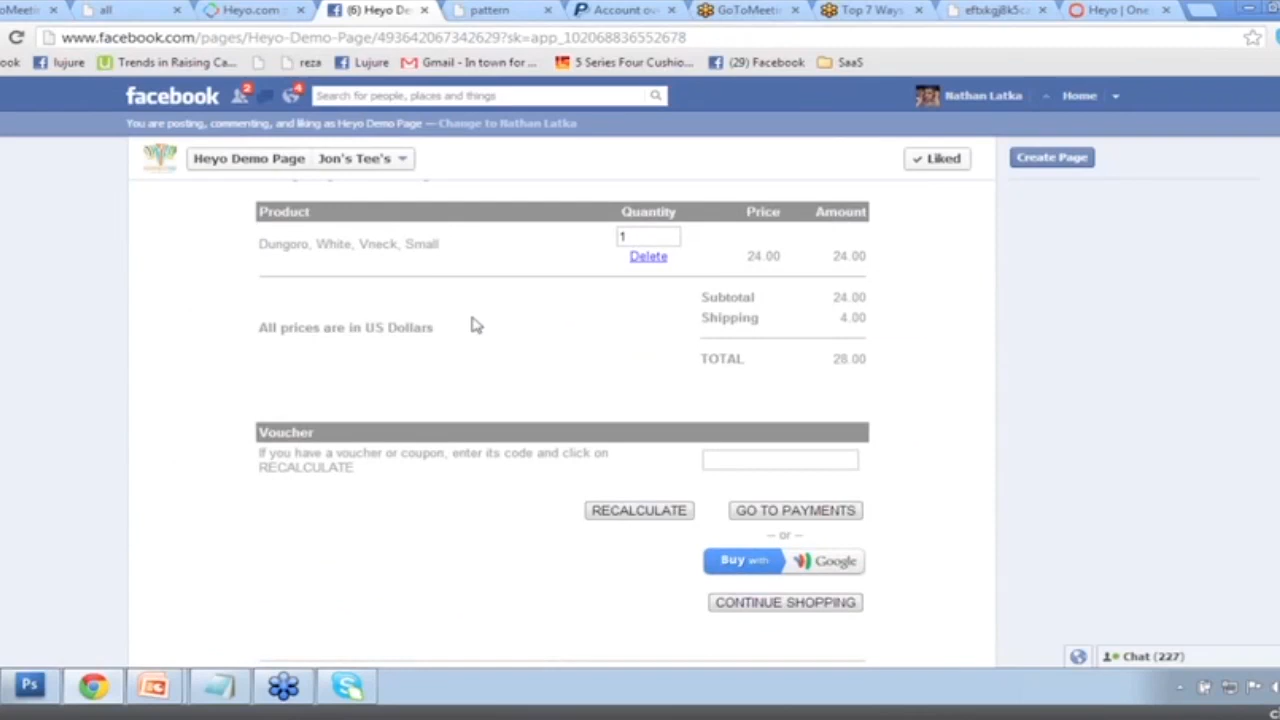 all
Heyo.com
(6) Heyo De
pattern
Account ov
GoToMeeti
Top 7 Ways
Heyo | One
www.facebook.com/pages/Heyo-Demo-Page/493642067342629?sk=app_102068836552678
ook lujure Trends in Raising Ca... reza Lujure Gmail - In town for ... 5 Series Four Cushio... (29) Facebook SaaS
facebook 2 4 Search for people, places and things Nathan Latka Home
You are posting, commenting, and liking as Heyo Demo Page — Change to Nathan Latka
Heyo Demo Page Jon's Tee's Liked Create Page
Product Quantity Price Amount
1
Dungoro, White, Vneck, Small
Delete 24.00 24.00
Subtotal 24.00
Shipping 4.00
All prices are in US Dollars
TOTAL 28.00
Voucher
If you have a voucher or coupon, enter its code and click on
RECALCULATE
RECALCULATE GO TO PAYMENTS
– or –
Buy with Google
CONTINUE SHOPPING
Chat (227)
Ps